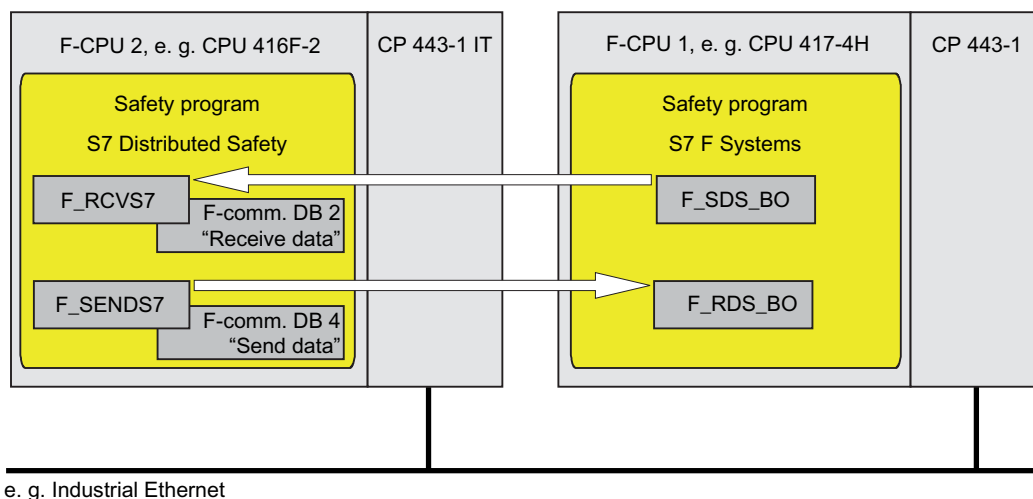 F-CPU 2, e. g. CPU 416F-2
CP 443-1 IT
Safety program
S7 Distributed Safety
F_RCVS7
F-comm. DB 2
“Receive data”
F_SENDS7
F-comm. DB 4
“Send data”
F-CPU 1, e. g. CPU 417-4H
CP 443-1
Safety program
S7 F Systems
F_SDS_BO
F_RDS_BO
e. g. Industrial Ethernet